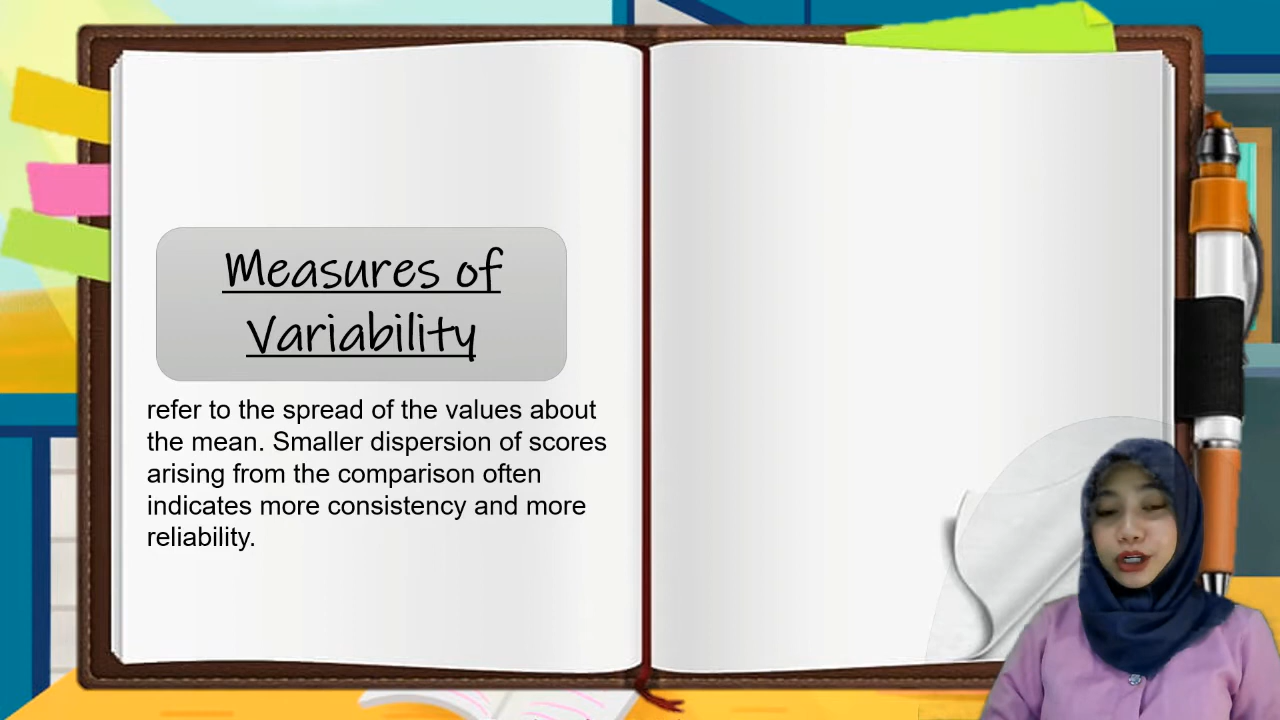 Measures of
Variability
refer to the spread of the values about
the mean. Smaller dispersion of scores
arising from the comparison often
indicates more consistency and more
reliability.